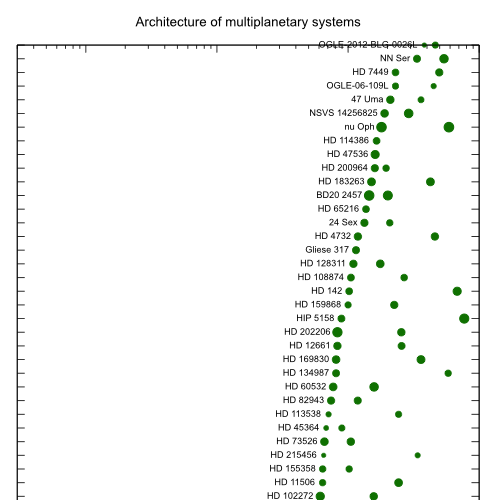 Architecture of multiplanetary systems
OGLE-2012-BLG-0026L
NN Ser
HD 7449
OGLE-06-109L
47 Uma
NSVS 14256825
nu Oph
HD 114386
HD 47536
HD 200964
HD 183263
BD20 2457
HD 65216
24 Sex
HD 4732
Gliese 317
HD 128311
HD 108874
HD 142
HD 159868
HIP 5158
HD 202206
HD 12661
HD 169830
HD 134987
HD 60532
HD 82943
HD 113538
HD 45364
HD 73526
HD 215456
HD 155358
HD 11506
HD 102272